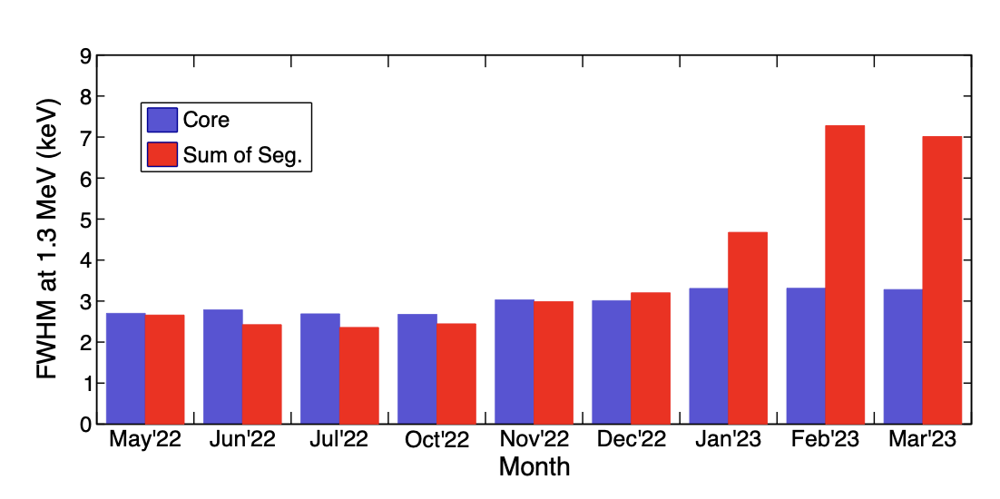 9
8
7
6
5
4
3
2
1
0
FWHM at 1.3 MeV (keV)
Core
Sum of Seg.
May'22 Jun'22 Jul'22 Oct'22 Nov'22 Dec'22 Jan'23 Feb'23 Mar'23
Month